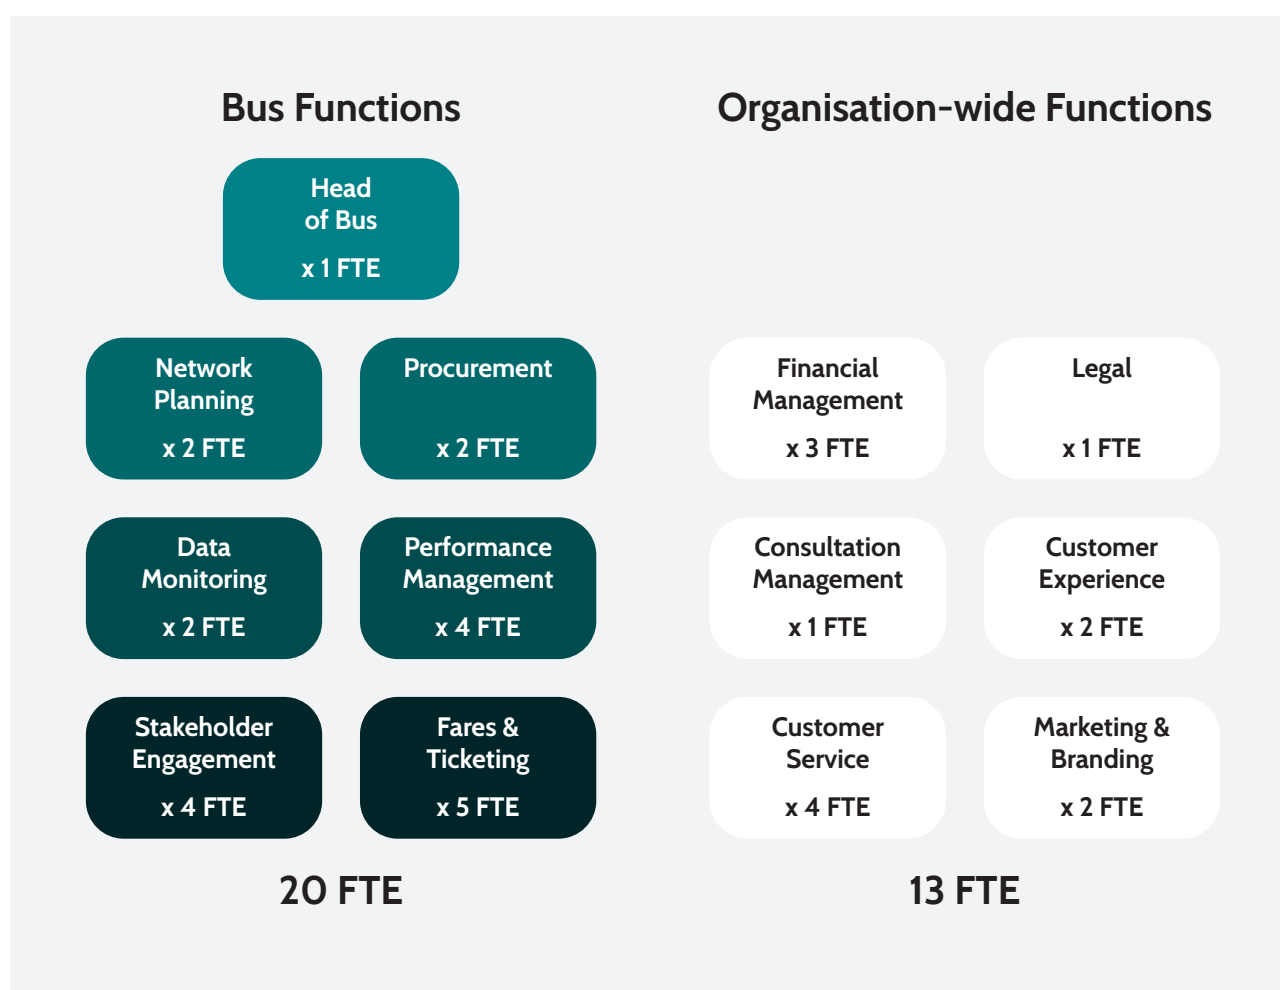 Bus Functions
Head
of Bus
x 1 FTE
Network
Planning
x 2 FTE
Procurement
x 2 FTE
Data
Monitoring
x 2 FTE
Performance
Management
x 4 FTE
Stakeholder
Engagement
x 4 FTE
Fares &
Ticketing
x 5 FTE
20 FTE
Organisation-wide Functions
Financial
Management
x 3 FTE
Legal
x 1 FTE
Consultation
Management
x 1 FTE
Customer
Experience
x 2 FTE
Customer
Service
x 4 FTE
Marketing &
Branding
x 2 FTE
13 FTE